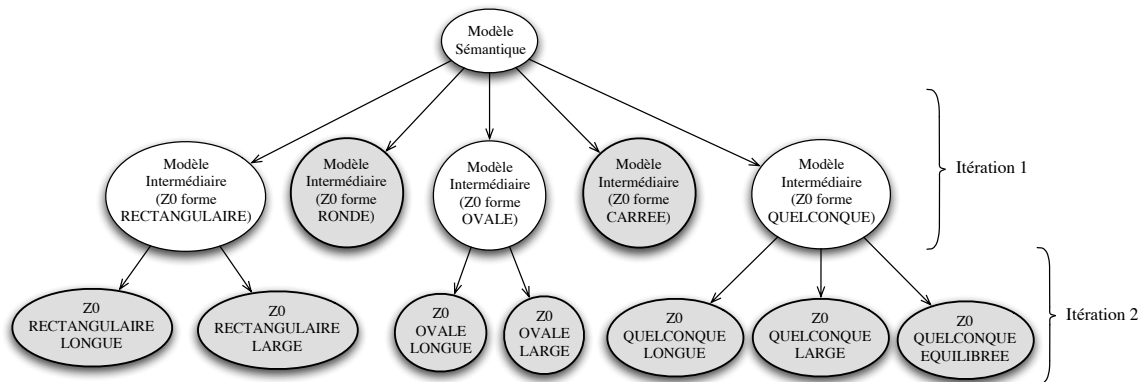 Modèle
Sémantique
Modèle
Intermédiaire
(Z0 forme
RECTANGULAIRE)
Modèle
Intermédiaire
(Z0 forme
RONDE)
Modèle
Intermédiaire
(Z0 forme
OVALE)
Modèle
Intermédiaire
(Z0 forme
CARREE)
Modèle
Intermédiaire
(Z0 forme
QUELCONQUE)
Itération 1
Z0
RECTANGULAIRE
LONGUE
Z0
RECTANGULAIRE
LARGE
Z0
OVALE
LONGUE
Z0
OVALE
LARGE
Z0
QUELCONQUE
LONGUE
Z0
QUELCONQUE
LARGE
Z0
QUELCONQUE
EQUILIBREE
Itération 2